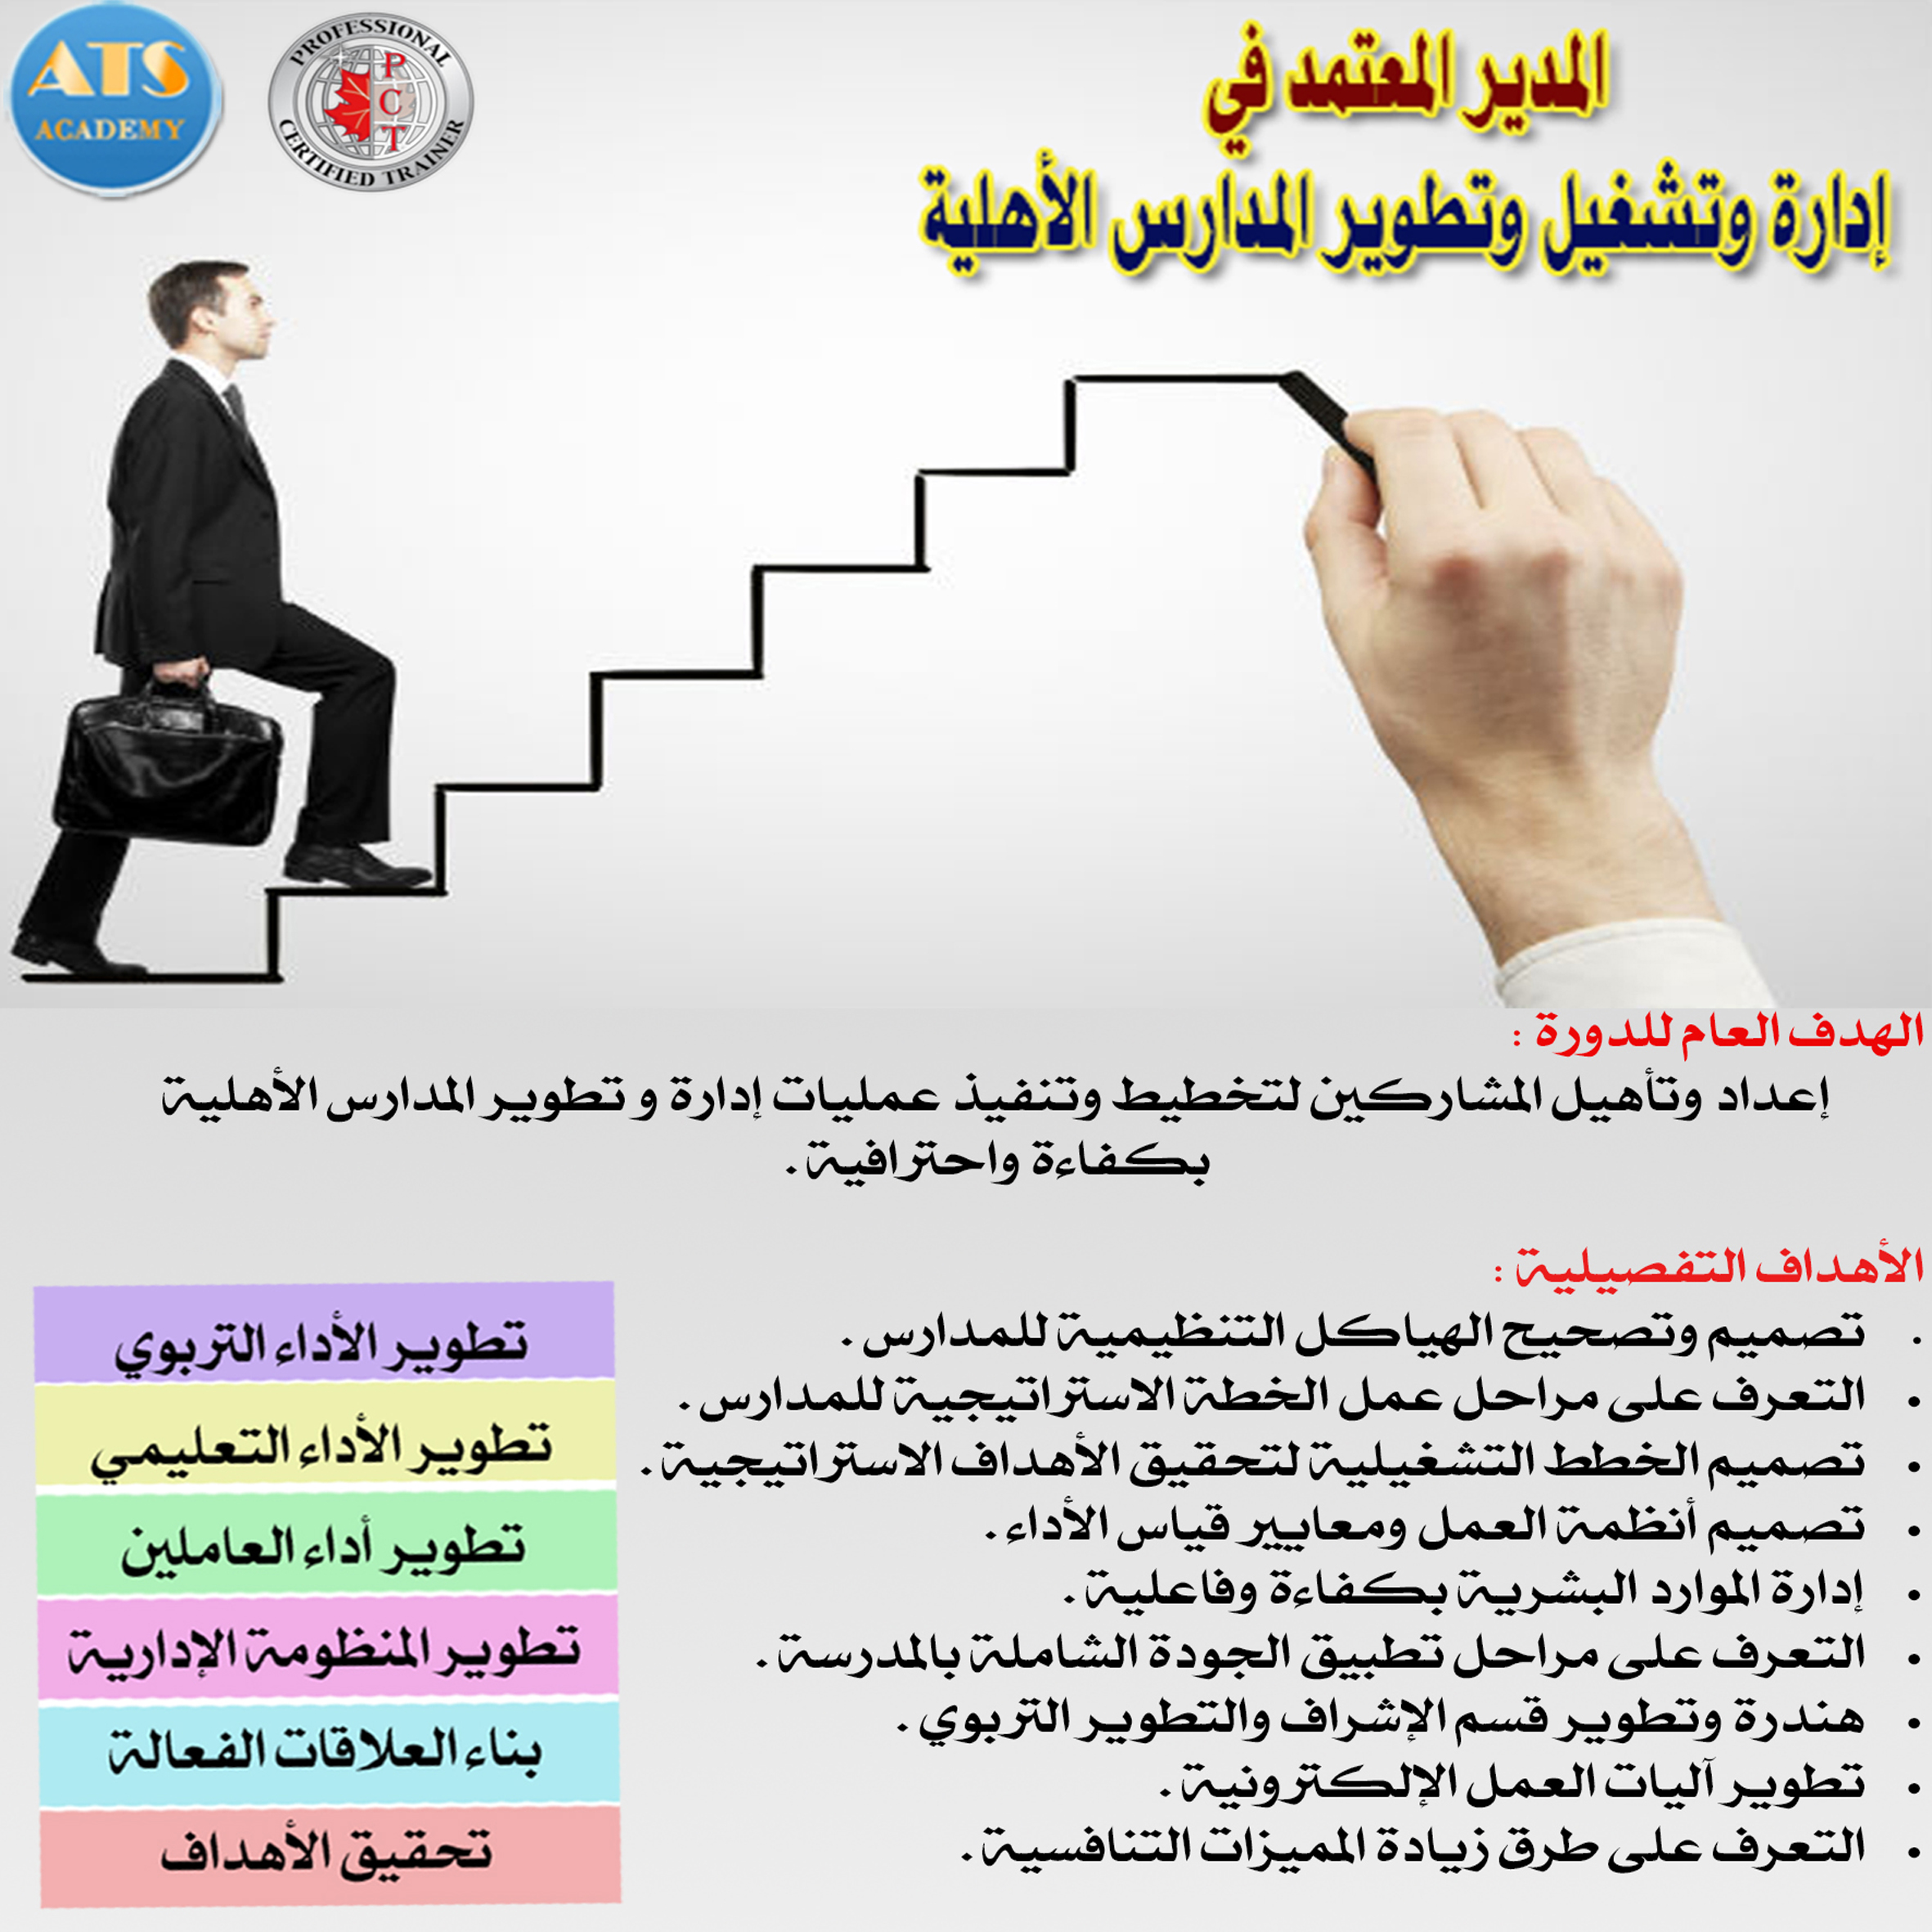 ATS
ACADEMY
PROFESSIONAL
P
C
T
CERTIFIED TRAINER
المدير المعتمد في
إدارة وتشغيل وتطوير المدارس الأهلية
الهدف العام للدورة :
إعداد وتأهيل المشاركين لتخطيط وتنفيذ عمليات إدارة و تطوير المدارس الأهلية
بكفاءة واحترافية .
الأهداف التفصيلية :
• تصميم وتصحيح الهياكل التنظيمية للمدارس .
• التعرف على مراحل عمل الخطة الاستراتيجية للمدارس .
• تصميم الخطط التشغيلية لتحقيق الأهداف الاستراتيجية .
• تصميم أنظمة العمل ومعايير قياس الأداء .
• إدارة الموارد البشرية بكفاءة وفاعلية .
• التعرف على مراحل تطبيق الجودة الشاملة بالمدرسة .
• هندرة وتطوير قسم الإشراف والتطوير التربوي .
• تطوير آليات العمل الإلكترونية .
• التعرف على طرق زيادة المميزات التنافسية .
تطوير الأداء التربوي
تطوير الأداء التعليمي
تطوير أداء العاملين
تطوير المنظومة الإدارية
بناء العلاقات الفعالة
تحقيق الأهداف